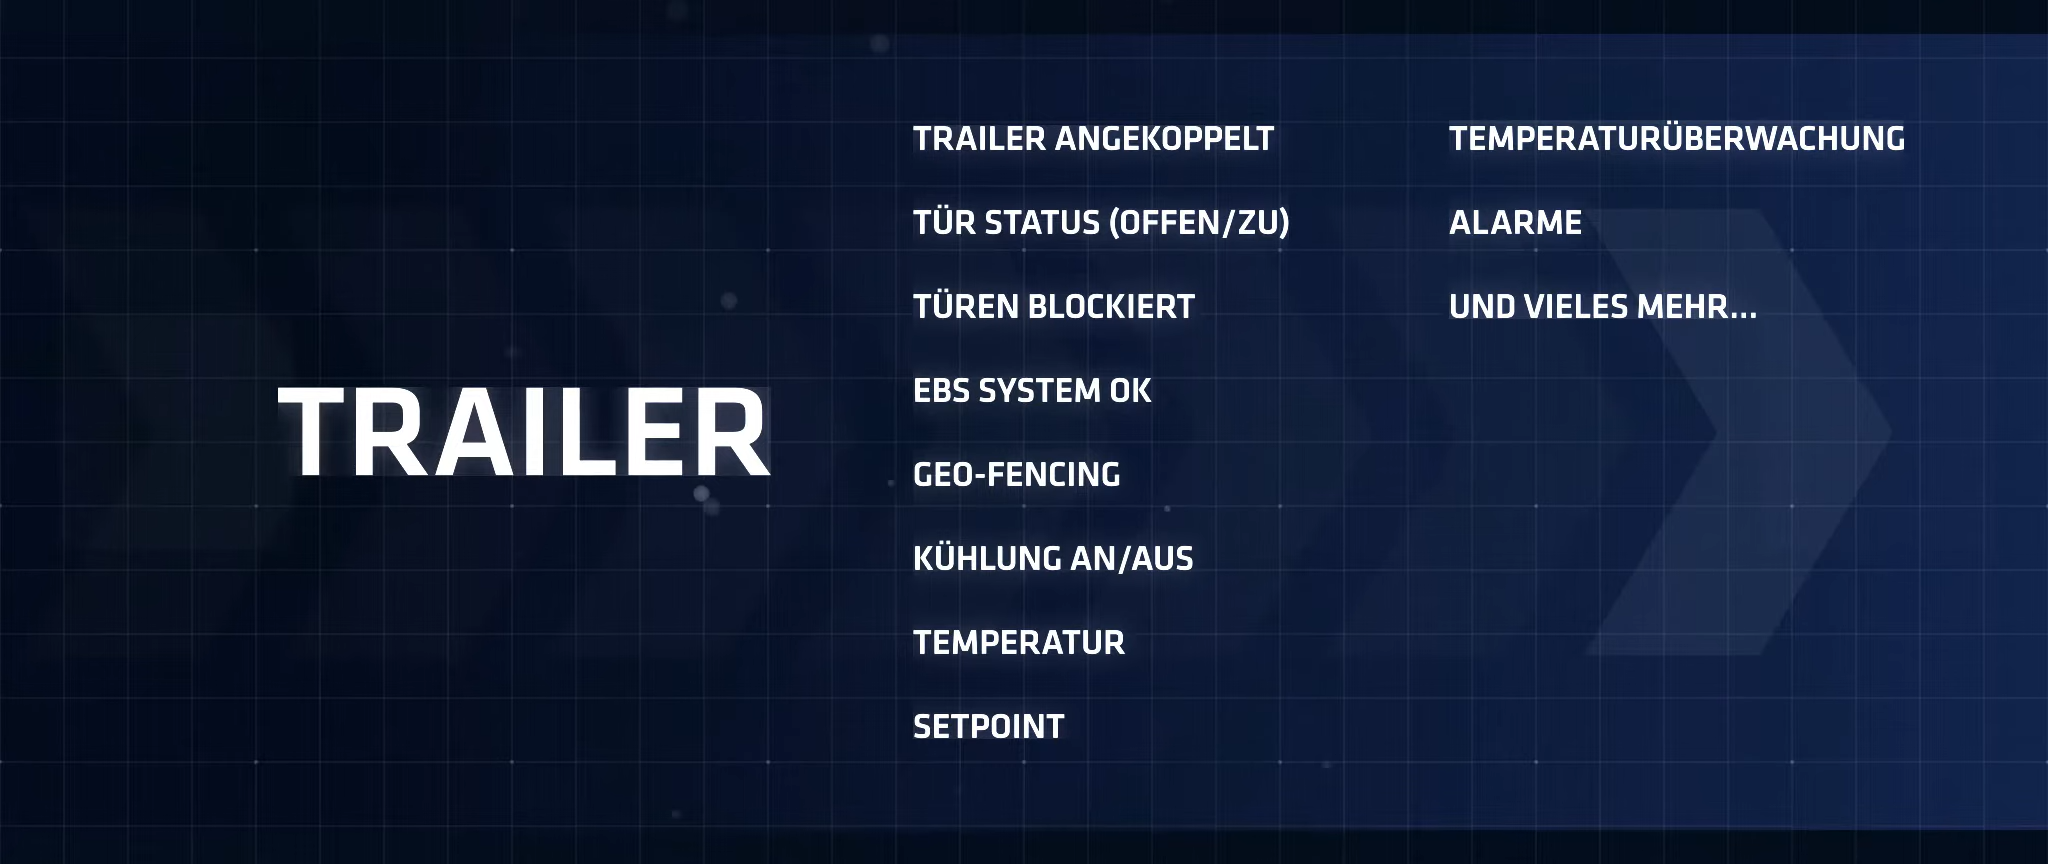 TRAILER
TRAILER ANGEKOPPELT
TÜR STATUS (OFFEN/ZU)
TÜREN BLOCKIERT
EBS SYSTEM OK
GEO-FENCING
KÜHLUNG AN/AUS
TEMPERATUR
SETPOINT
TEMPERATURÜBERWACHUNG
ALARME
UND VIELES MEHR...